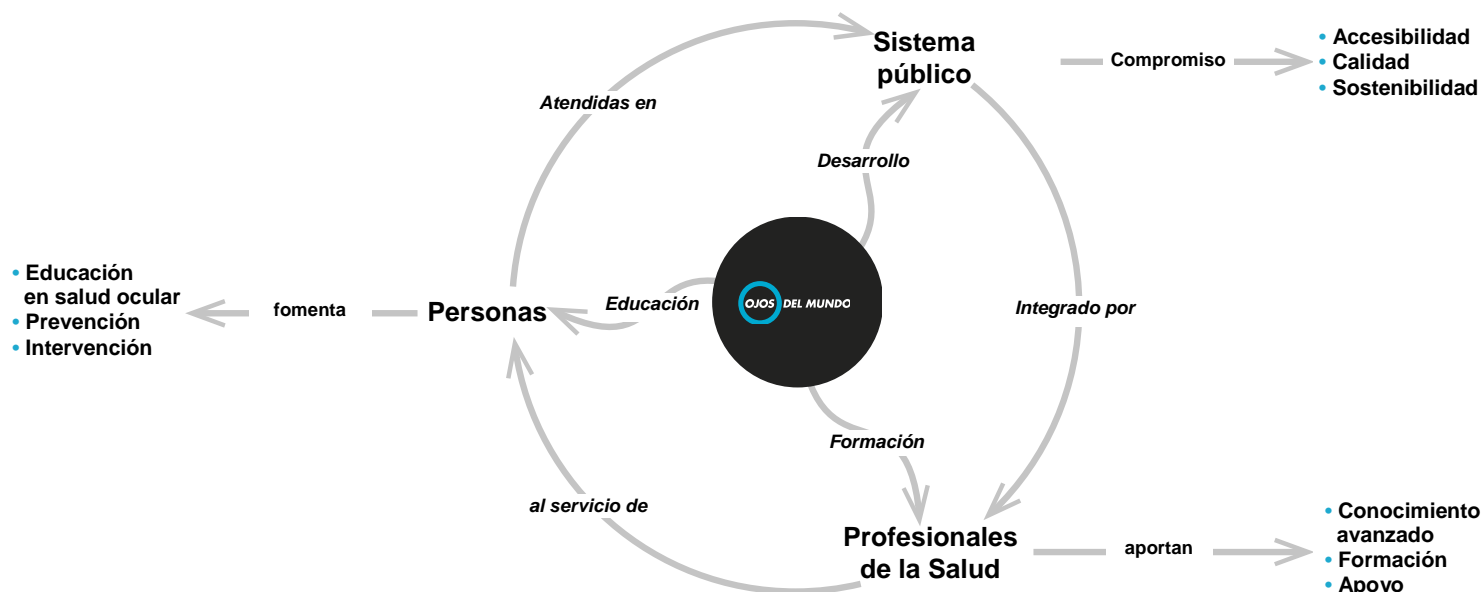 Sistema
público
Compromiso
• Accesibilidad
• Calidad
• Sostenibilidad
Atendidas en
Desarrollo
• Educación
en salud ocular
• Prevención
• Intervención
fomenta
Personas
Educación
OJOS DEL MUNDO
Integrado por
Formación
al servicio de
Profesionales
de la Salud
aportan
• Conocimiento
avanzado
• Formación
• Apoyo